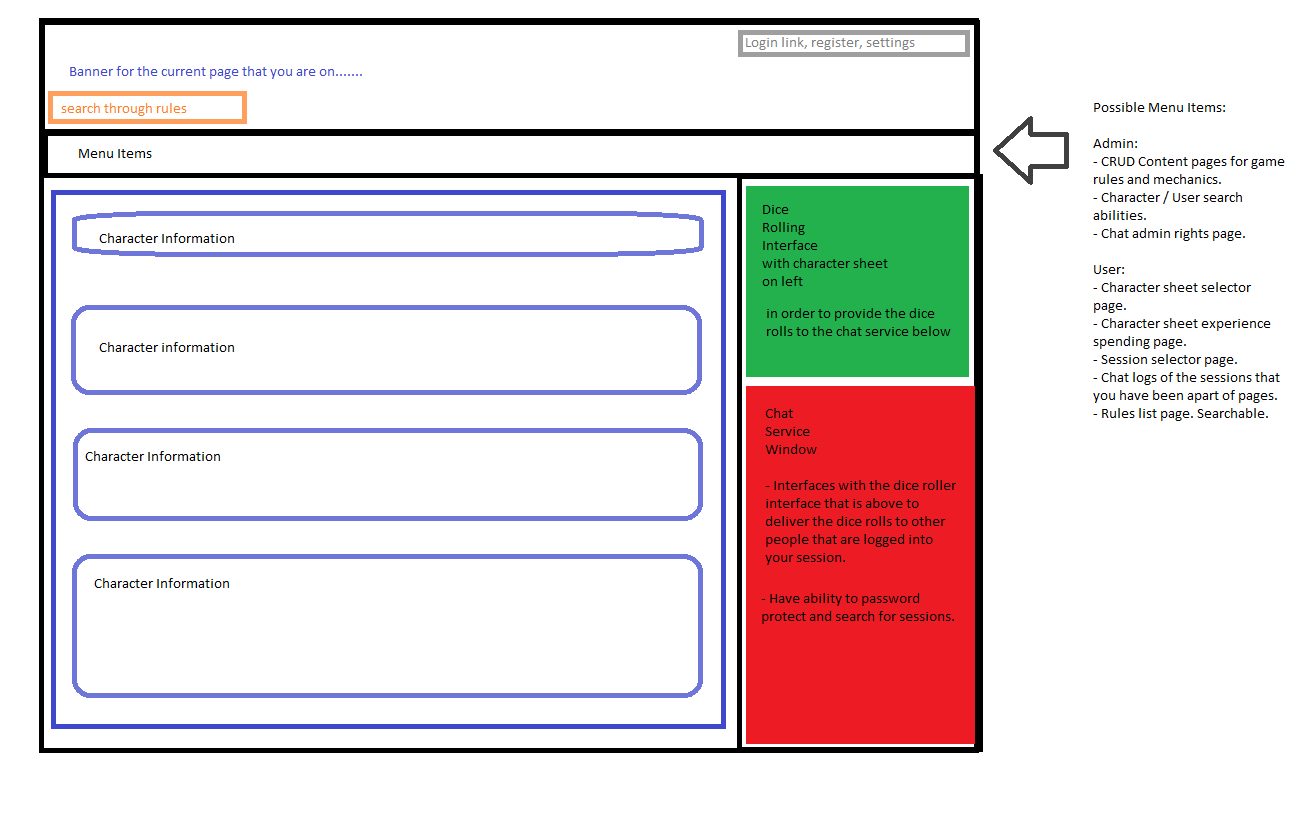 Login link, register, settings
Banner for the current page that you are on.......
search through rules
Menu Items
Character Information
Character information
Character Information
Character Information
Dice
Rolling
Interface
with character sheet
on left
in order to provide the dice
rolls to the chat service below
Chat
Service
Window
- Interfaces with the dice roller
interface that is above to
deliver the dice rolls to other
people that are logged into
your session.
- Have ability to password
protect and search for sessions.
Possible Menu Items:
Admin:
- CRUD Content pages for game
rules and mechanics.
- Character / User search
abilities.
- Chat admin rights page.
User:
- Character sheet selector
page.
- Character sheet experience
spending page.
- Session selector page.
- Chat logs of the sessions that
you have been apart of pages.
- Rules list page. Searchable.